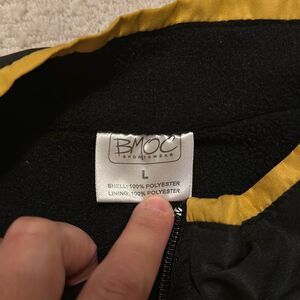 BMOC
SPORTSWEAR
L
SHELL: 100% POLYESTER
LINING: 100% POLYESTER